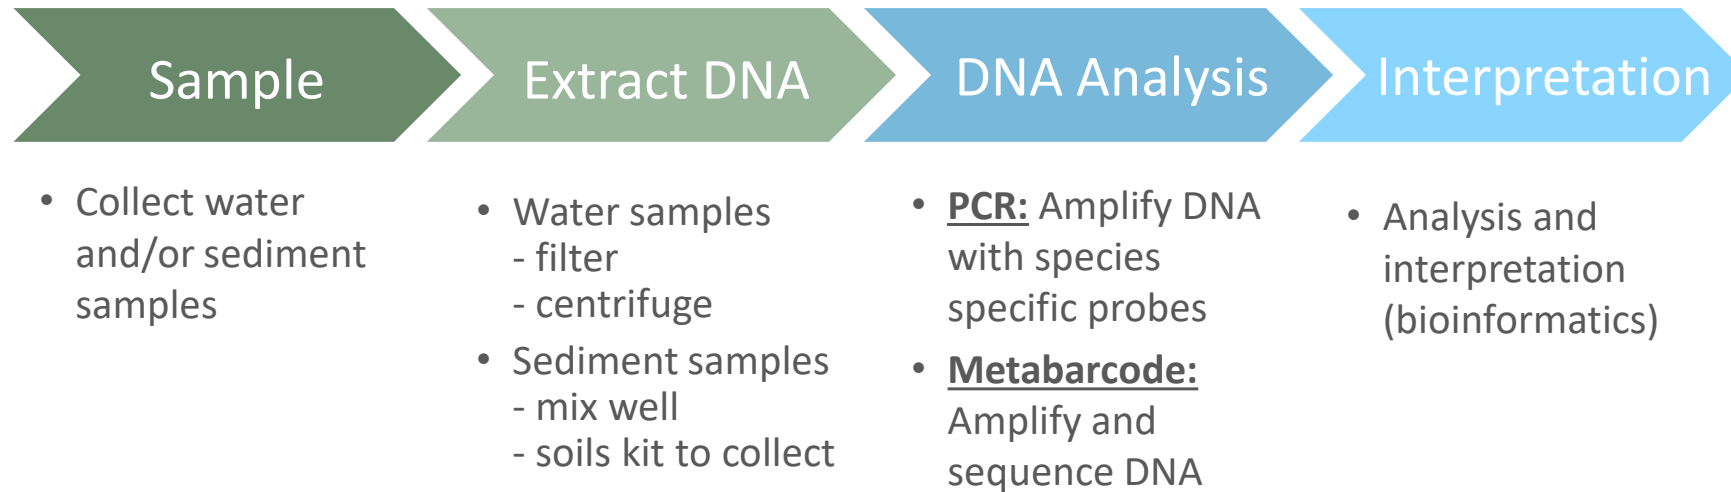 Sample
Extract DNA
DNA Analysis
Interpretation
• Collect water
and/or sediment
samples
• Water samples
- filter
- centrifuge
• Sediment samples
- mix well
- soils kit to collect
• PCR: Amplify DNA
with species
specific probes
• Metabarcode:
Amplify and
sequence DNA
• Analysis and
interpretation
(bioinformatics)